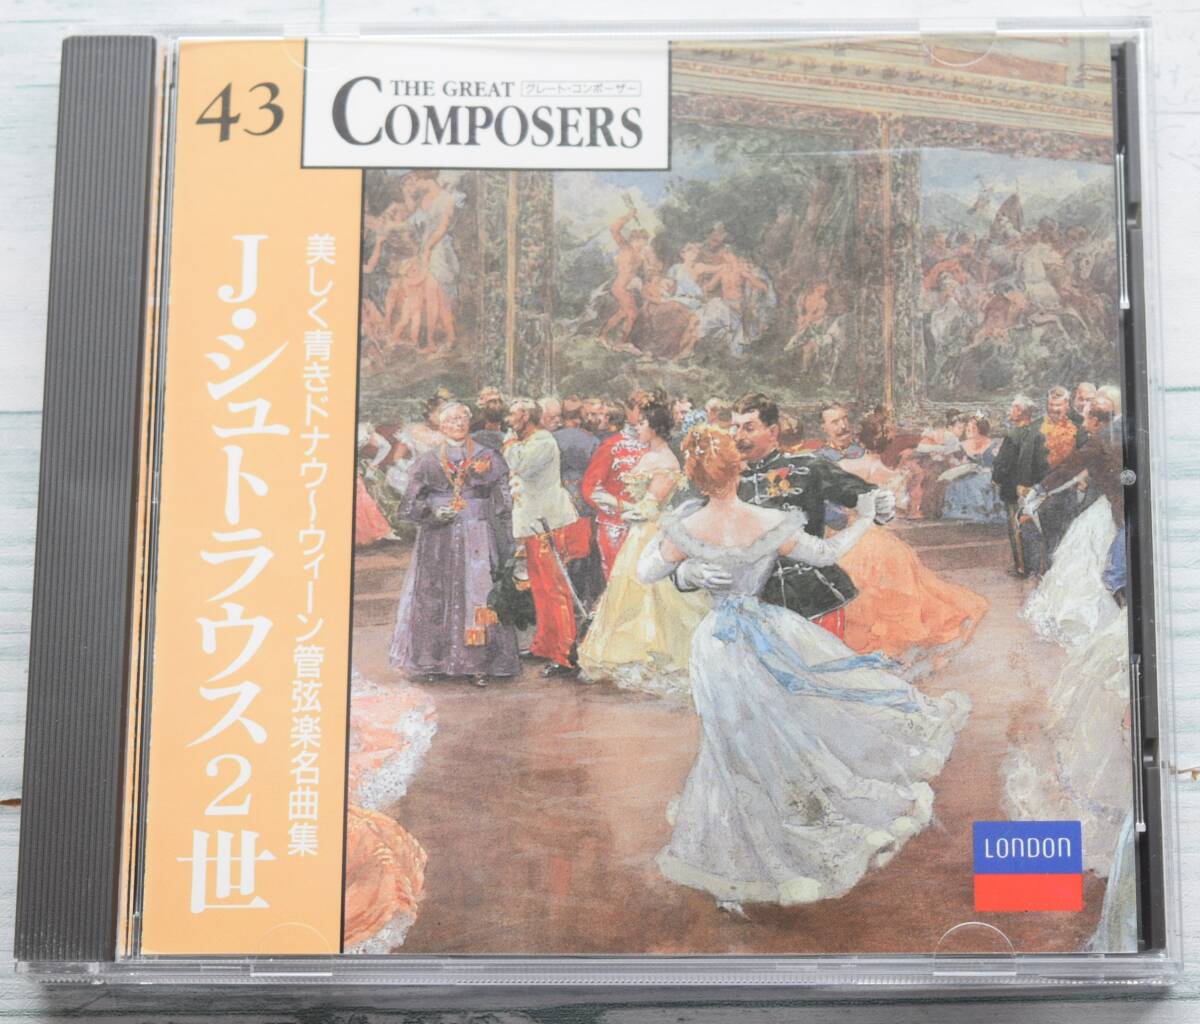 43
THE GREAT グレート・コンポーザー
COMPOSERS
美しく青きドナウ〜ウィーン管弦楽名曲集
J・シュトラウス2世
LONDON